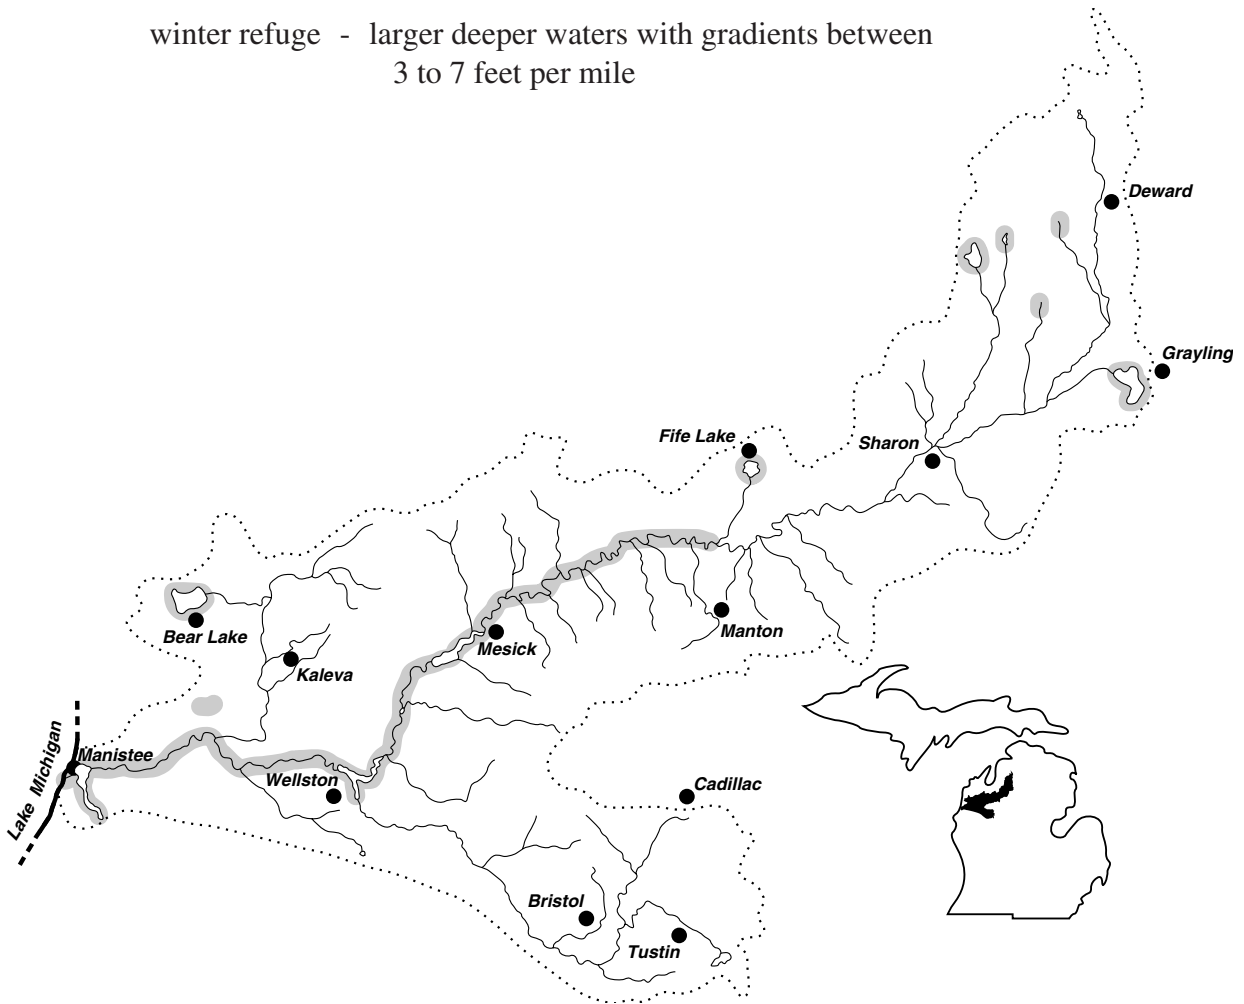 winter refuge - larger deeper waters with gradients between
3 to 7 feet per mile
Deward
Grayling
Fife Lake
Sharon
Bear Lake
Manton
Mesick
Kaleva
Lake Michigan
Manistee
Wellston
Cadillac
Bristol
Tustin